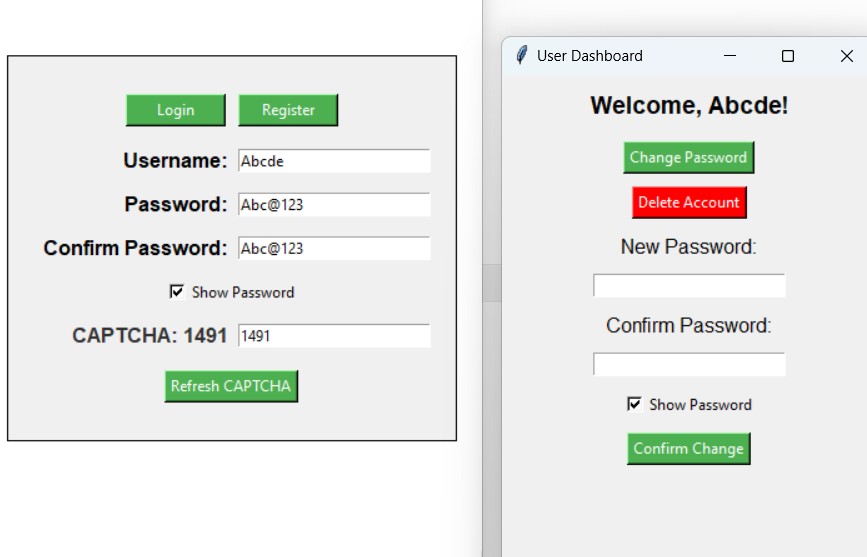 Login Register
Username: Abcde
Password: Abc@123
Confirm Password: Abc@123
Show Password
CAPTCHA: 1491 1491
Refresh CAPTCHA
User Dashboard
Welcome, Abcde!
Change Password
Delete Account
New Password:
Confirm Password:
Show Password
Confirm Change